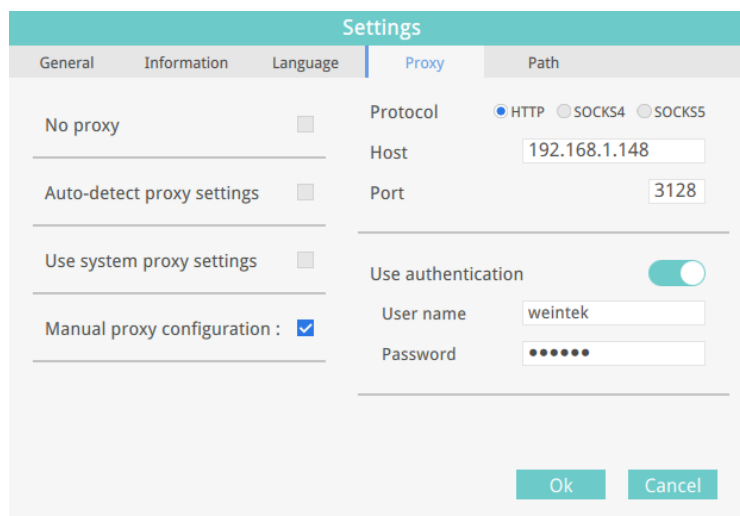 Settings
General Information Language Proxy Path
No proxy
Auto-detect proxy settings
Use system proxy settings
Manual proxy configuration :
Protocol HTTP SOCKS4 SOCKS5
Host 192.168.1.148
Port 3128
Use authentication
User name weintek
Password ●●●●●●
Ok Cancel